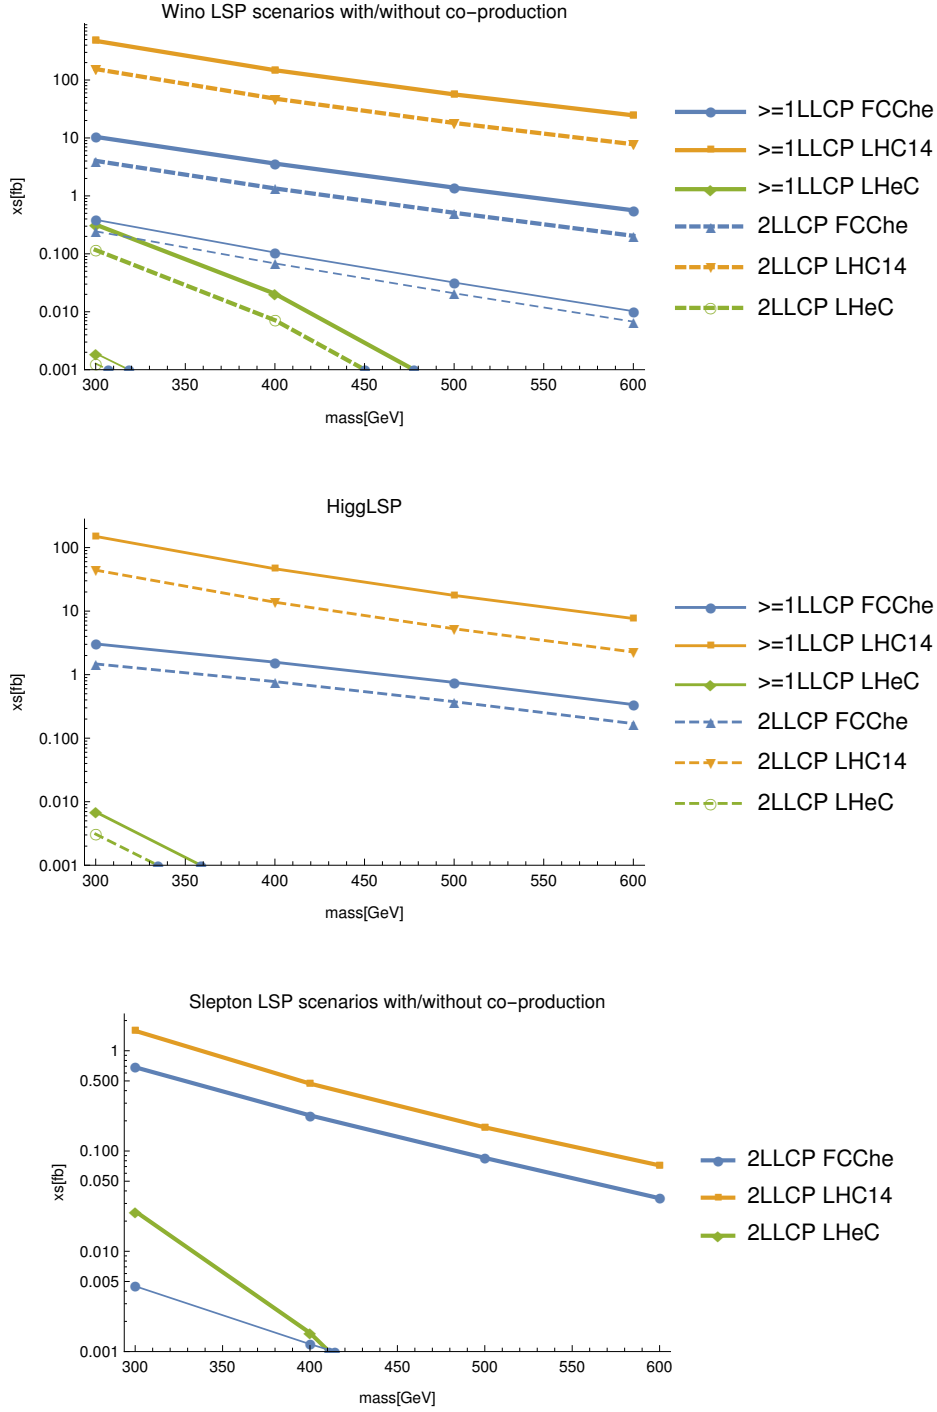 Wino LSP scenarios with/without co-production
100
10
1
0.100
0.010
0.001
xs[fb]
300 350 400 450 500 550 600
mass[GeV]
>=1LLCP FCChe
>=1LLCP LHC14
>=1LLCP LHeC
2LLCP FCChe
2LLCP LHC14
2LLCP LHeC
HiggLSP
100
10
1
0.100
0.010
0.001
xs[fb]
300 350 400 450 500 550 600
mass[GeV]
>=1LLCP FCChe
>=1LLCP LHC14
>=1LLCP LHeC
2LLCP FCChe
2LLCP LHC14
2LLCP LHeC
Slepton LSP scenarios with/without co-production
1
0.500
0.100
0.050
0.010
0.005
0.001
xs[fb]
300 350 400 450 500 550 600
mass[GeV]
2LLCP FCChe
2LLCP LHC14
2LLCP LHeC